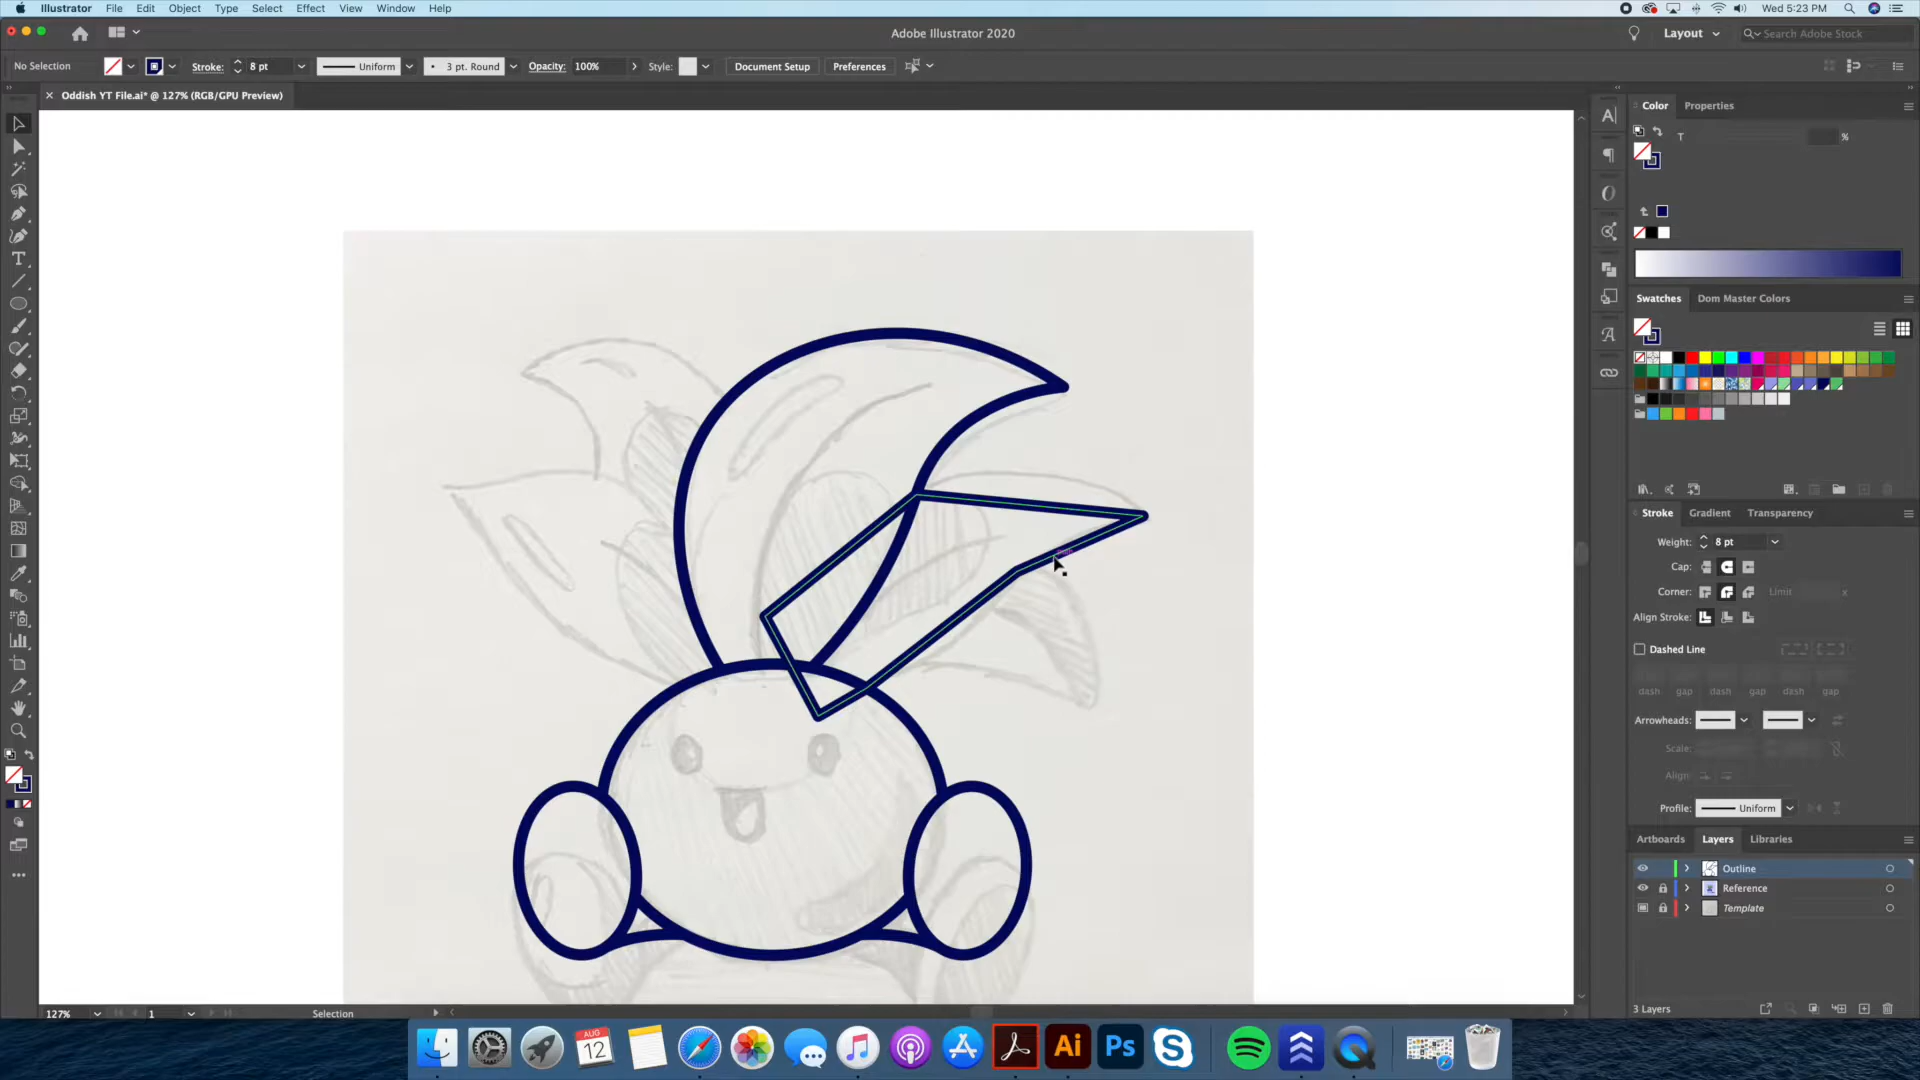 Illustrator File Edit Object Type Select Effect View Window Help
Wed 5:23 PM
Adobe Illustrator 2020
Layout
Search Adobe Stock
No Selection
Stroke: 8 pt
Uniform
3 pt. Round
Opacity: 100%
Style:
Document Setup
Preferences
Oddish YT File.ai* @ 127% (RGB/GPU Preview)
Color Properties
T %
Swatches Dom Master Colors
Stroke Gradient Transparency
Weight: 8 pt
Cap:
Corner: Limit x
Align Stroke:
Dashed Line
dash gap dash gap dash gap
Arrowheads:
Scale:
Align:
Profile: Uniform
Artboards Layers Libraries
Outline
Reference
Template
3 Layers
127% 1 Selection
AUG
12
Ai
Ps